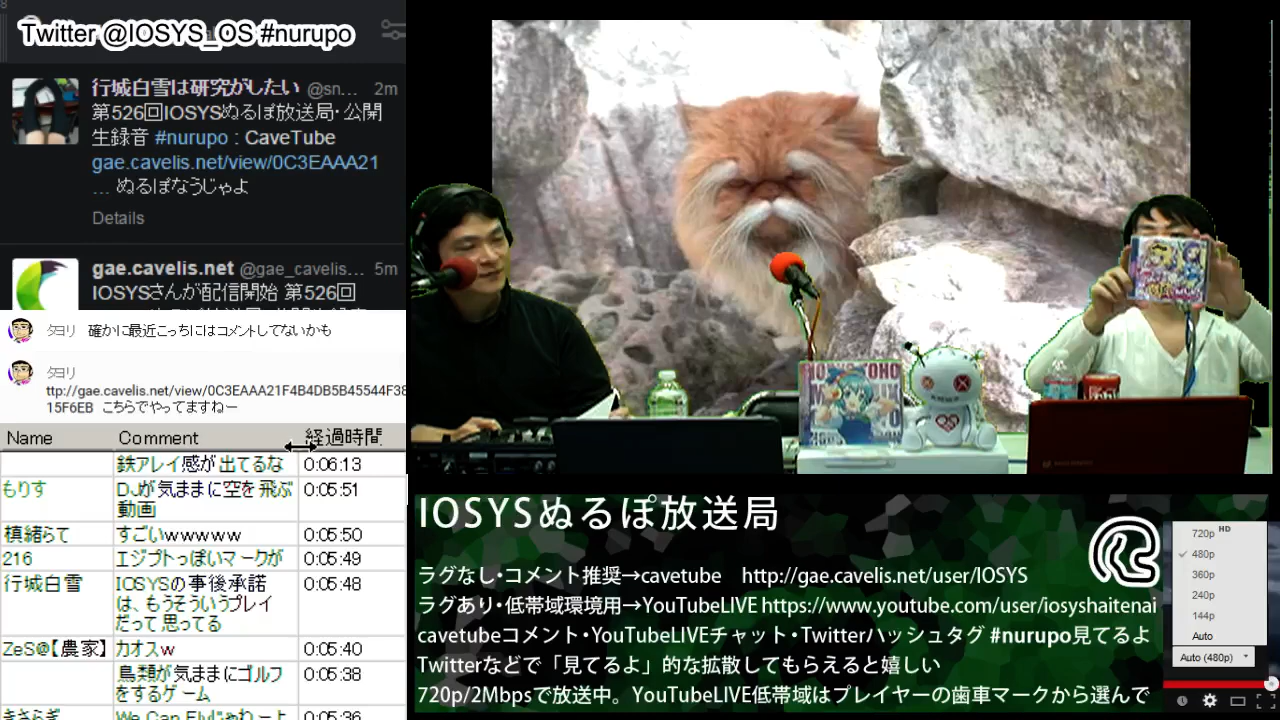 Twitter @IOSYS_OS #nurupo
行城白雪は研究がしたい @sn... 2m
第526回IOSYSぬるぽ放送局・公開
生録音 #nurupo : CaveTube
gae.cavelis.net/view/0C3EAAA21
... ぬるぽなうじゃよ
Details
gae.cavelis.net @gae_cavelis... 5m
IOSYSさんが配信開始 第526回
タヨリ 確かに最近こっちにはコメントしてないかも
タヨリ
ttp://gae.cavelis.net/view/0C3EAAA21F4B4DB5B45544F38
15F6EB こちらでやってますねー
Name Comment 経過時間
鉄アレイ感が出てるな 0:06:13
もりす DJが気ままに空を飛ぶ 0:05:51
動画
槙緒らて すごいwwwww 0:05:50
216 エジプトっぽいマークが 0:05:49
行城白雪 IOSYSの事後承諾 0:05:48
は、もうそういうプレイ
だって思ってる
ZeS@【農家】 カオスw 0:05:40
鳥類が気ままにゴルフ 0:05:38
をするゲーム
きさらぎ We Can Flyじゃねーよ 0:05:36
IOSYSぬるぽ放送局
ラグなし・コメント推奨→cavetube http://gae.cavelis.net/user/IOSYS
ラグあり・低帯域環境用→YouTubeLIVE https://www.youtube.com/user/iosyshaitenai
cavetubeコメント・YouTubeLIVEチャット・Twitterハッシュタグ #nurupo見てるよ
Twitterなどで「見てるよ」的な拡散してもらえると嬉しい
720p/2Mbpsで放送中。YouTubeLIVE低帯域はプレイヤーの歯車マークから選んで
720p HD
480p
360p
240p
144p
Auto
Auto (480p)